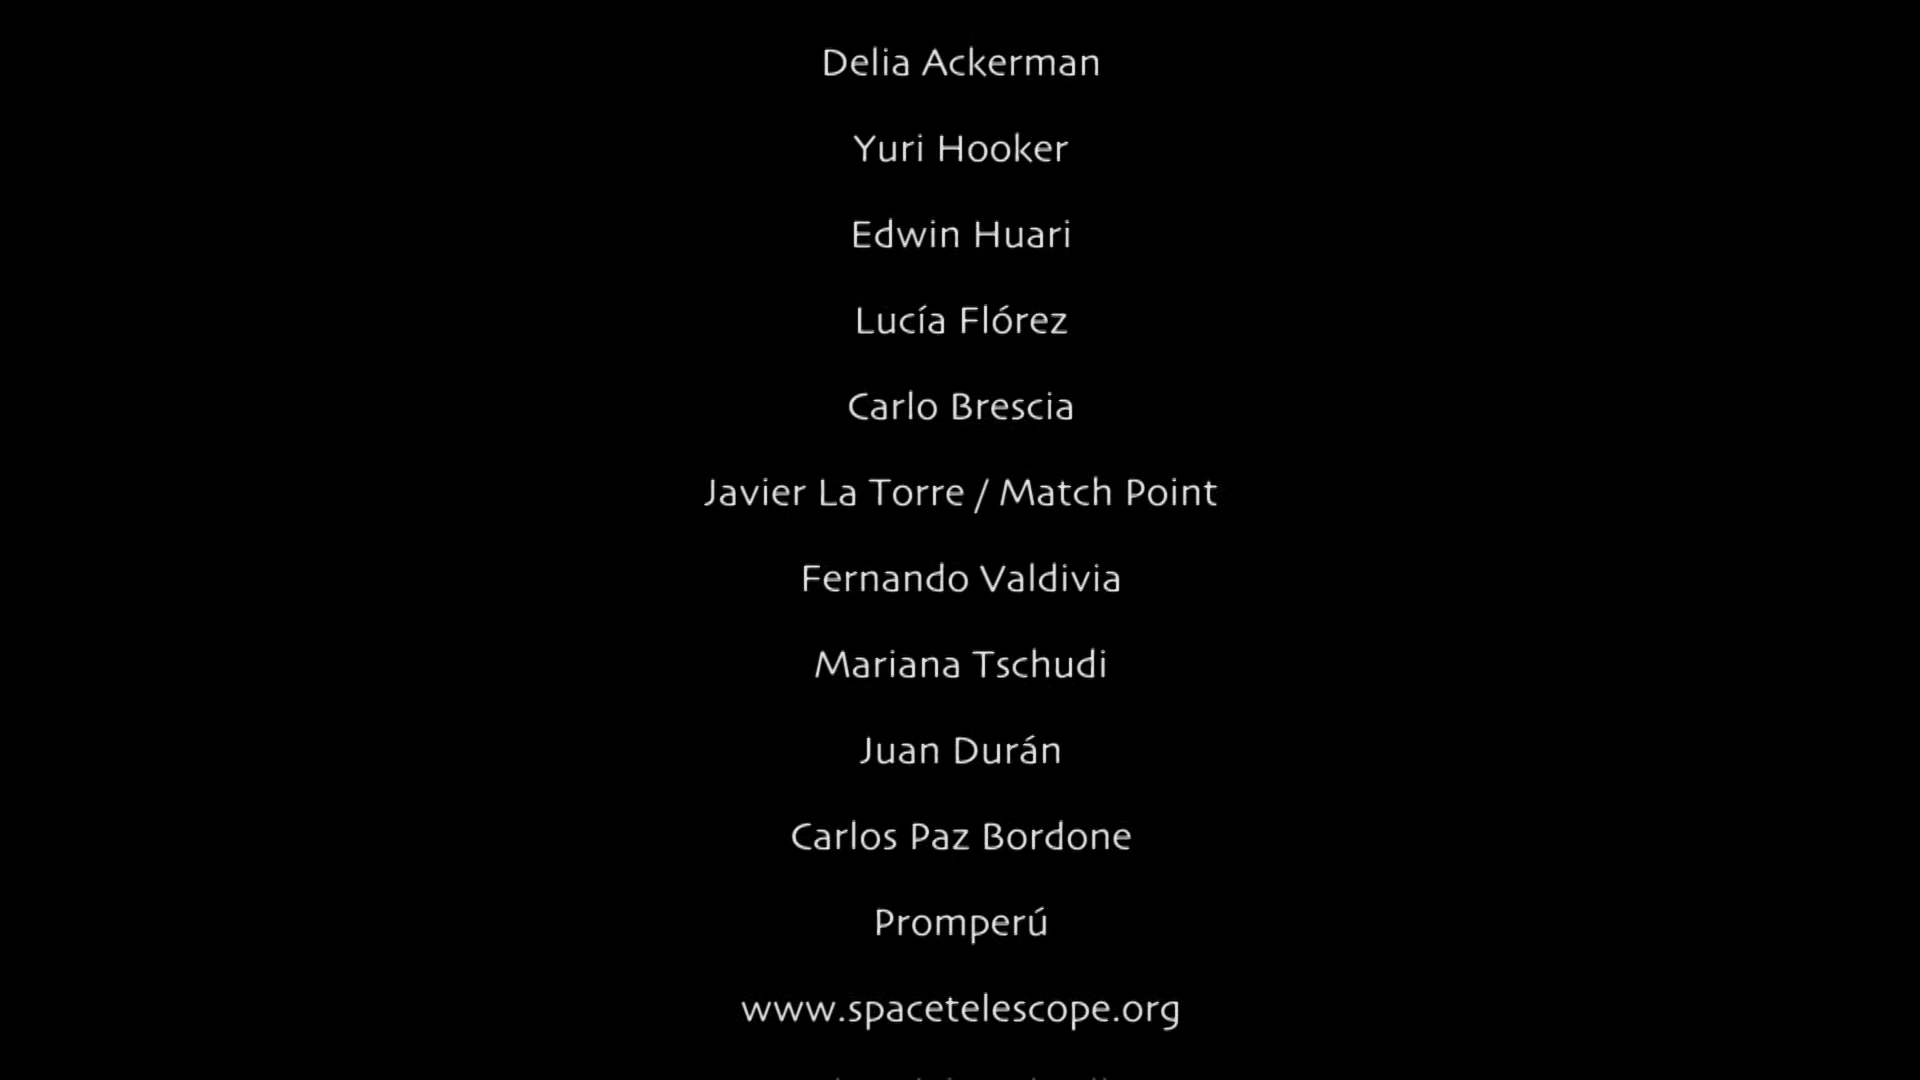 Delia Ackerman
Yuri Hooker
Edwin Huari
Lucía Flórez
Carlo Brescia
Javier La Torre / Match Point
Fernando Valdivia
Mariana Tschudi
Juan Durán
Carlos Paz Bordone
Promperú
www.spacetelescope.org